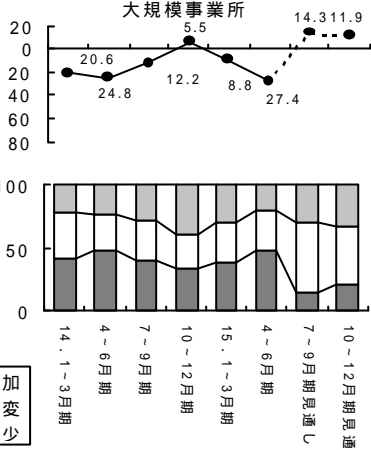 大規模事業所
20
0
20
40
60
80
20.6
24.8
12.2
5.5
8.8
27.4
14.3
11.9
00
50
0
14．1~3月期
4~6月期
7~9月期
10~12月期
15．1~3月期
4~6月期
7~9月期見通し
10~12月期見通
加
変
少